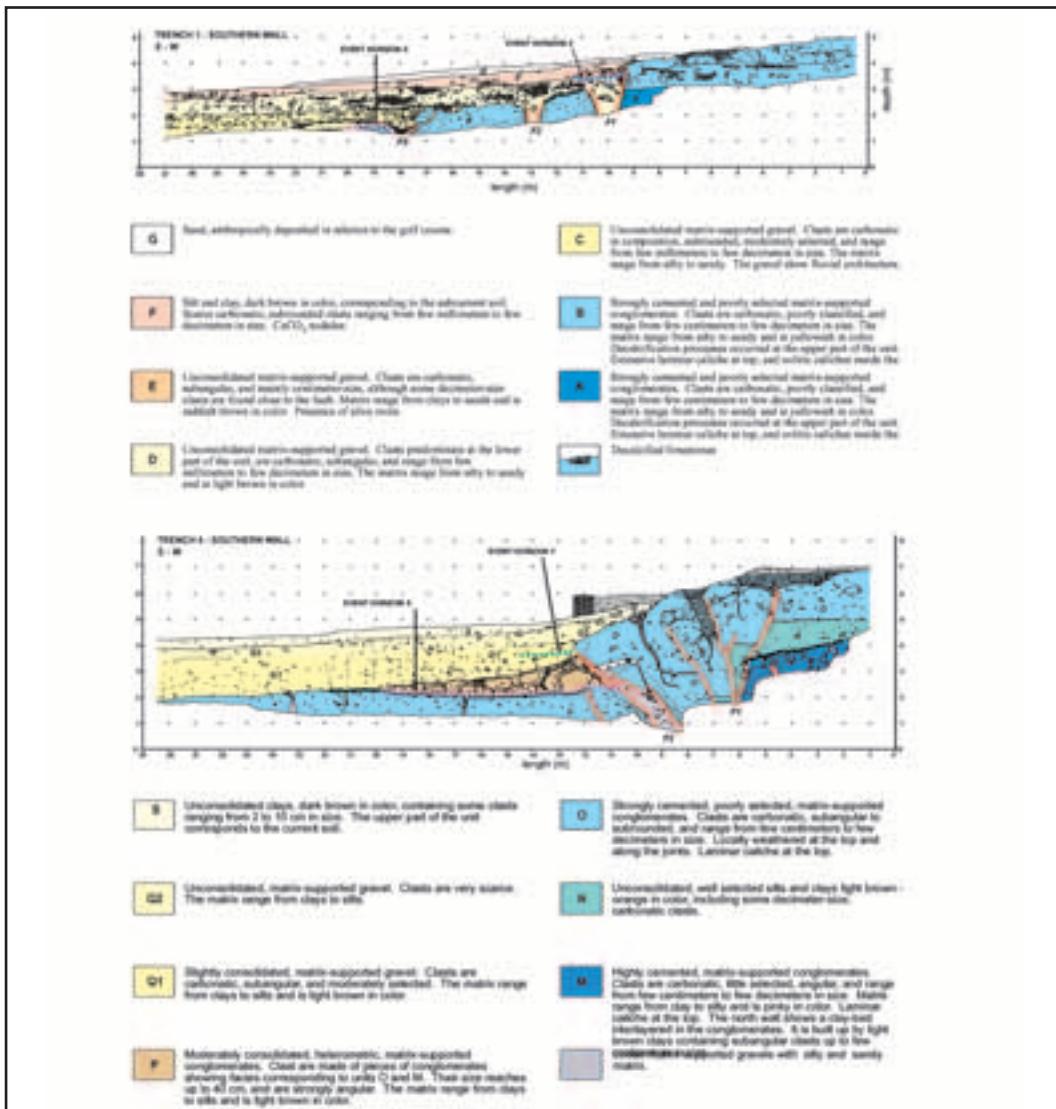 TRENCH 1 - SOUTHERN WALL
E - W
EVENT HORIZON
EVENT HORIZON
F3
F2
F1
depth (m)
length (m)
G
Sand, anthropically deposited in relation to the golf course.
F
Silt and clay, dark brown in color, corresponding to the subcurrent soil.
Scarce carbonatic, subrounded clasts ranging from few millimeters to few
decimeters in size. CaCO3 nodules
E
Unconsolidated matrix-supported gravel. Clasts are carbonatic,
subangular, and mainly centimeter-size, although some decimeter-size
clasts are found close to the fault. Matrix range from clays to sands and is
reddish brown in color. Presence of olive roots
D
Unconsolidated matrix-supported gravel. Clasts predominate at the lower
part of the unit, are carbonatic, subangular, and range from few
millimeters to few decimeters in size. The matrix range from silty to sandy
and is light brown in color
C
Unconsolidated matrix-supported gravel. Clasts are carbonatic
in composition, subrounded, moderately selected, and range
from few millimeters to few decimeters in size. The matrix
range from silty to sandy. The gravel show fluvial architecture.
B
Strongly cemented and poorly selected matrix-supported
conglomerates. Clasts are carbonatic, poorly classified, and
range from few centimeters to few decimeters in size. The
matrix range from silty to sandy and is yellowish in color
processes occurred at the upper part of the unit.
Extensive laminar caliche at top, and caliches inside the
A
Strongly cemented and poorly selected matrix-supported
conglomerates. Clasts are carbonatic, poorly classified, and
range from few centimeters to few decimeters in size. The
matrix range from silty to sandy and is yellowish in color
processes occurred at the upper part of the unit.
Extensive laminar caliche at top, and caliches inside the
TRENCH - SOUTHERN WALL
E - W
EVENT HORIZON
EVENT HORIZON
F2
F1
length (m)
S
Unconsolidated clays, dark brown in color, containing some clasts
ranging from 2 to 10 cm in size. The upper part of the unit
corresponds to the current soil.
Q2
Unconsolidated, matrix-supported gravel. Clasts are very scarce.
The matrix range from clays to silts.
Q1
Slightly consolidated, matrix-supported gravel. Clasts are
carbonatic, subangular, and moderately selected. The matrix range
from clays to silts and is light brown in color.
P
Moderately consolidated, heterometric, matrix-supported
conglomerates. Clast are made of pieces of conglomerates
showing facies corresponding to units O and M. Their size reaches
up to 40 cm, and are strongly angular. The matrix range from clays
to silts and is light brown in color.
O
Strongly cemented, poorly selected, matrix-supported
conglomerates. Clasts are carbonatic, subangular to
subrounded, and range from few centimeters to few
decimeters in size. Locally weathered at the top and
along the joints. Laminar caliche at the top.
N
Unconsolidated, well selected silts and clays light brown -
orange in color, including some decimeter-size,
carbonatic clasts.
M
Highly cemented, matrix-supported conglomerates.
Clasts are carbonatic, little selected, angular, and range
from few centimeters to few decimeters in size. Matrix
range from clay to silty and is pinky in color. Laminar
caliche at the top. The north wall shows a clay-bed
interlayered in the conglomerates. It is built up by light
brown clays containing subangular clasts up to few
supported gravels with silty and sandy
matrix.